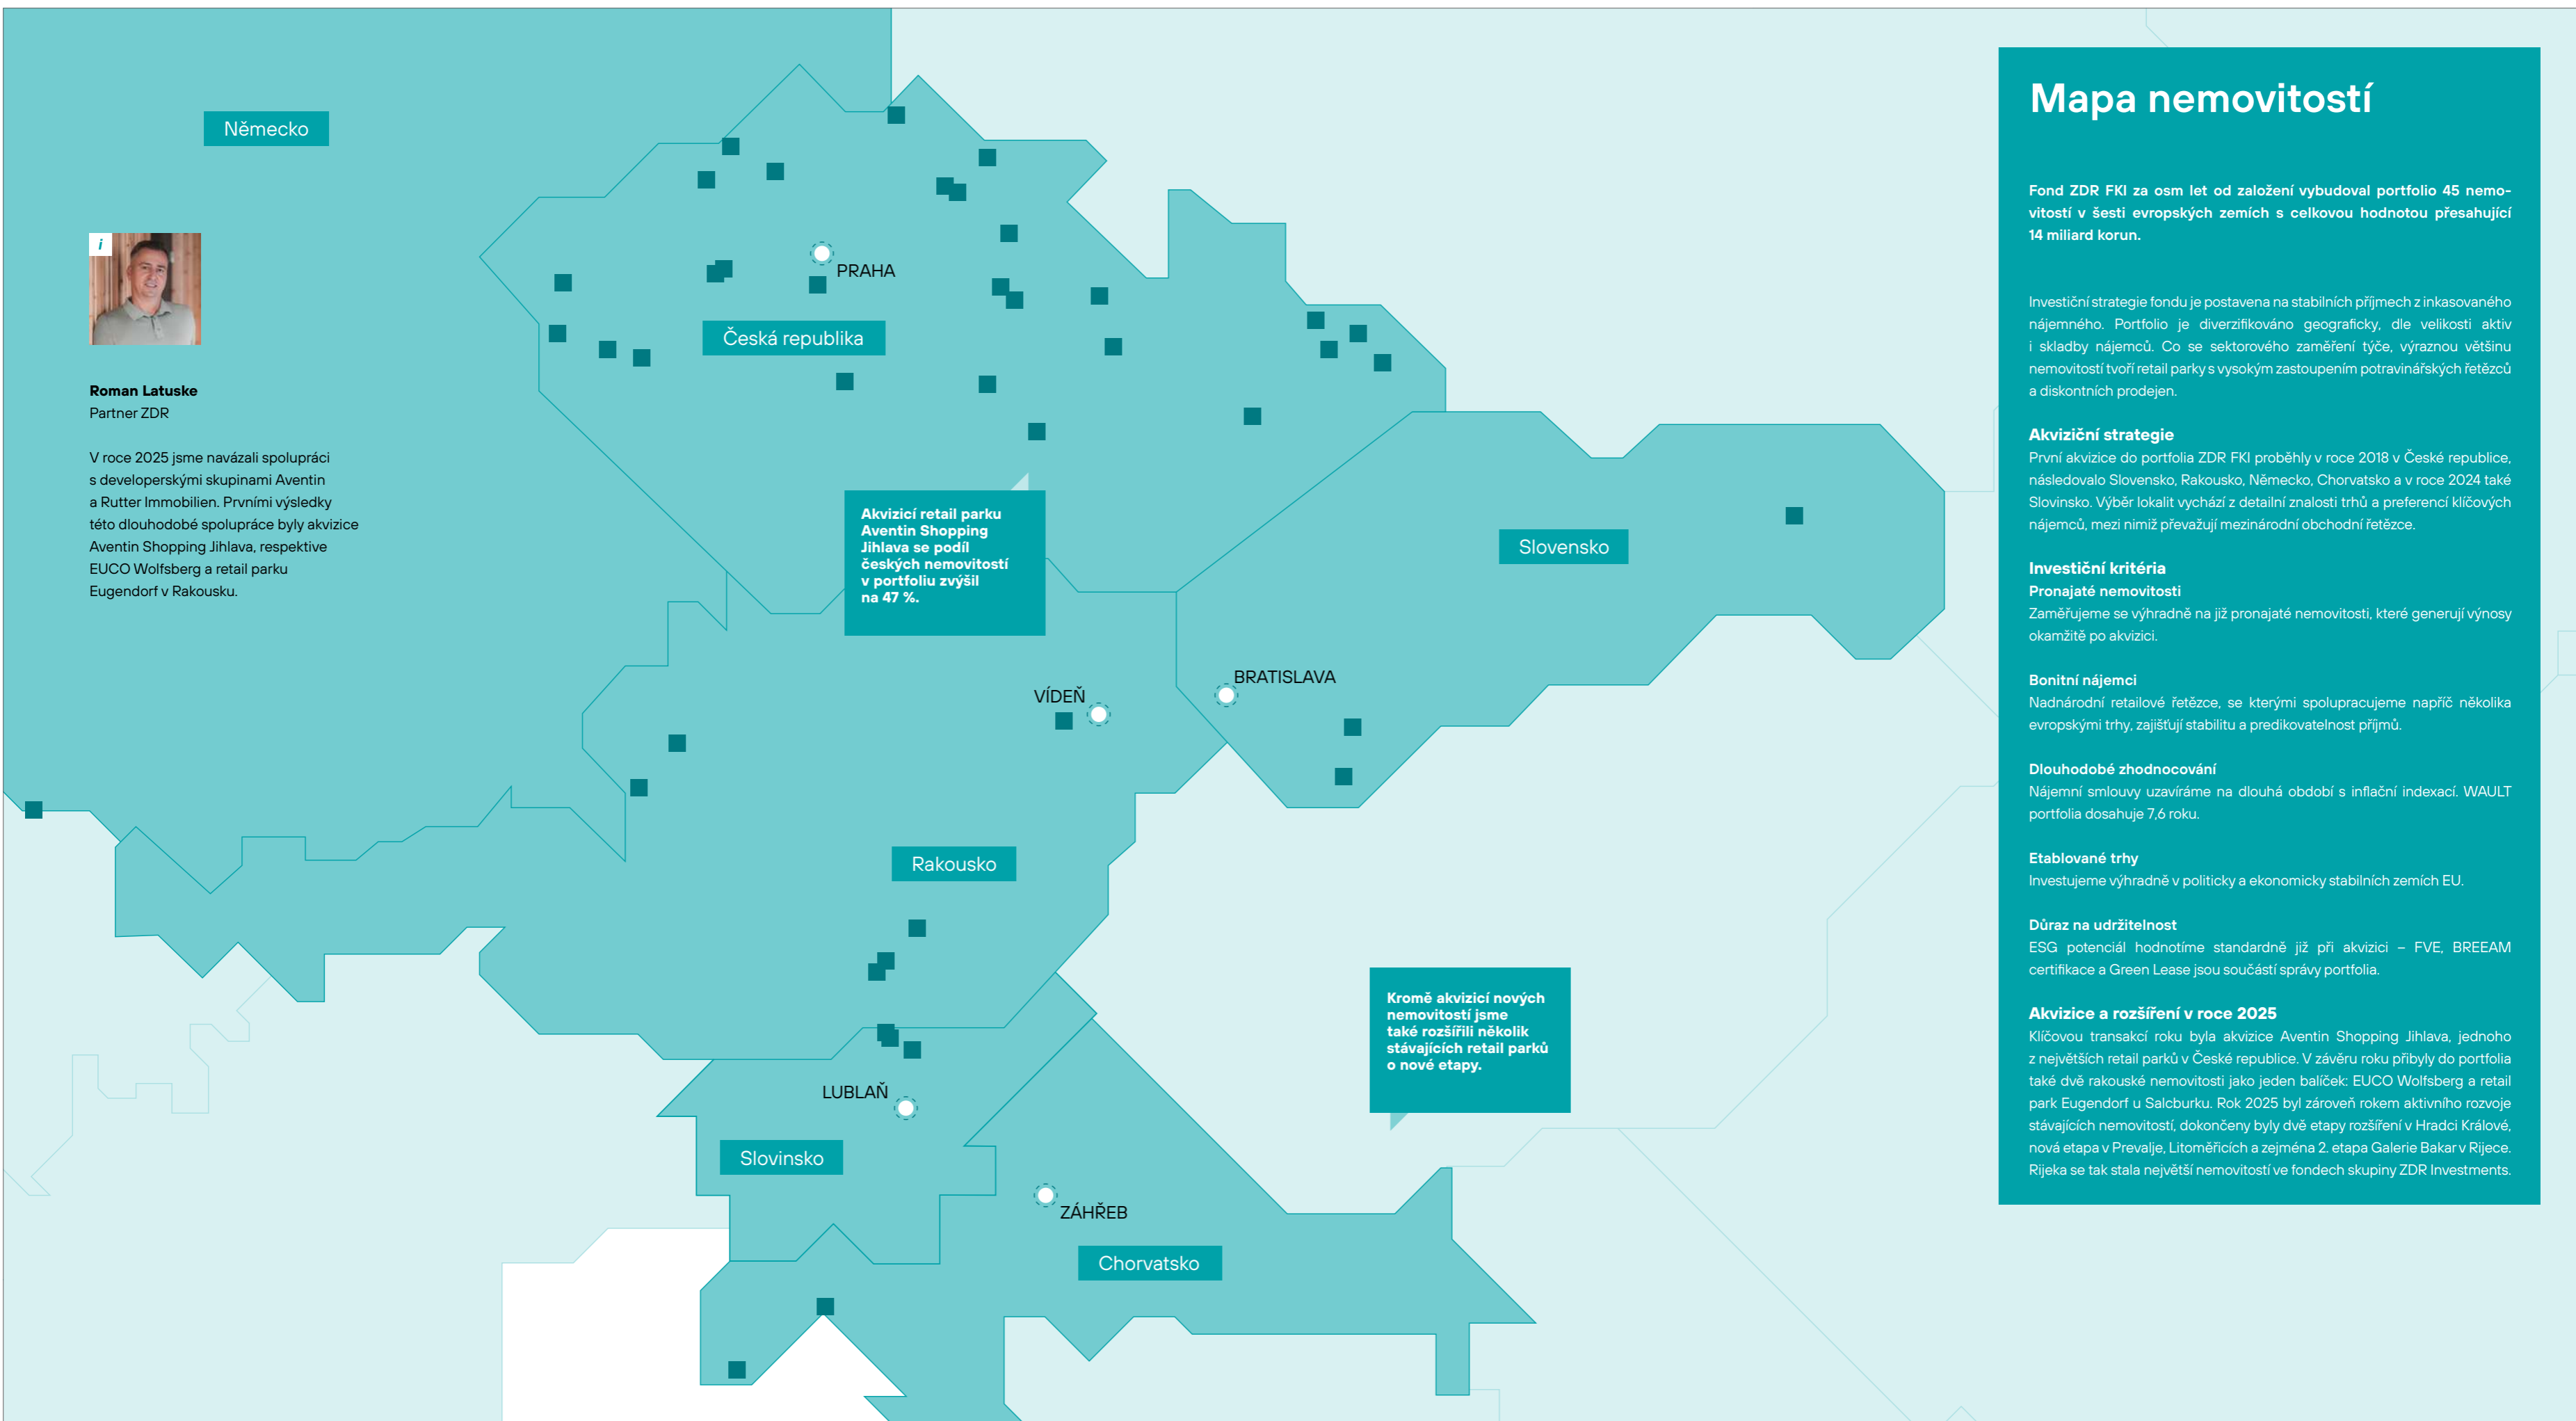 Německo
i
Roman Latuske
Partner ZDR
V roce 2025 jsme navázali spolupráci
s developerskými skupinami Aventin
a Rutter Immobilien. Prvními výsledky
této dlouhodobé spolupráce byly akvizice
Aventin Shopping Jihlava, respektive
EUCO Wolfsberg a retail parku
Eugendorf v Rakousku.
PRAHA
Česká republika
Akvizicí retail parku
Aventin Shopping
Jihlava se podíl
českých nemovitostí
v portfoliu zvýšil
na 47 %.
Slovensko
BRATISLAVA
VÍDEŇ
Rakousko
LUBLAŇ
Slovinsko
ZÁHŘEB
Chorvatsko
Kromě akvizicí nových
nemovitostí jsme
také rozšířili několik
stávajících retail parků
o nové etapy.
Mapa nemovitostí
Fond ZDR FKI za osm let od založení vybudoval portfolio 45 nemo-
vitostí v šesti evropských zemích s celkovou hodnotou přesahující
14 miliard korun.
Investiční strategie fondu je postavena na stabilních příjmech z inkasovaného
nájemného. Portfolio je diverzifikováno geograficky, dle velikosti aktiv
i skladby nájemců. Co se sektorového zaměření týče, výraznou většinu
nemovitostí tvoří retail parky s vysokým zastoupením potravinářských řetězců
a diskontních prodejen.
Akviziční strategie
První akvizice do portfolia ZDR FKI proběhly v roce 2018 v České republice,
následovalo Slovensko, Rakousko, Německo, Chorvatsko a v roce 2024 také
Slovinsko. Výběr lokalit vychází z detailní znalosti trhů a preferencí klíčových
nájemců, mezi nimiž převažují mezinárodní obchodní řetězce.
Investiční kritéria
Pronajaté nemovitosti
Zaměřujeme se výhradně na již pronajaté nemovitosti, které generují výnosy
okamžitě po akvizici.
Bonitní nájemci
Nadnárodní retailové řetězce, se kterými spolupracujeme napříč několika
evropskými trhy, zajišťují stabilitu a predikovatelnost příjmů.
Dlouhodobé zhodnocování
Nájemní smlouvy uzavíráme na dlouhá období s inflační indexací. WAULT
portfolia dosahuje 7,6 roku.
Etablované trhy
Investujeme výhradně v politicky a ekonomicky stabilních zemích EU.
Důraz na udržitelnost
ESG potenciál hodnotíme standardně již při akvizici – FVE, BREEAM
certifikace a Green Lease jsou součástí správy portfolia.
Akvizice a rozšíření v roce 2025
Klíčovou transakcí roku byla akvizice Aventin Shopping Jihlava, jednoho
z největších retail parků v České republice. V závěru roku přibyly do portfolia
také dvě rakouské nemovitosti jako jeden balíček: EUCO Wolfsberg a retail
park Eugendorf u Salcburku. Rok 2025 byl zároveň rokem aktivního rozvoje
stávajících nemovitostí, dokončeny byly dvě etapy rozšíření v Hradci Králové,
nová etapa v Prevalje, Litoměřicích a zejména 2. etapa Galerie Bakar v Rijece.
Rijeka se tak stala největší nemovitostí ve fondech skupiny ZDR Investments.